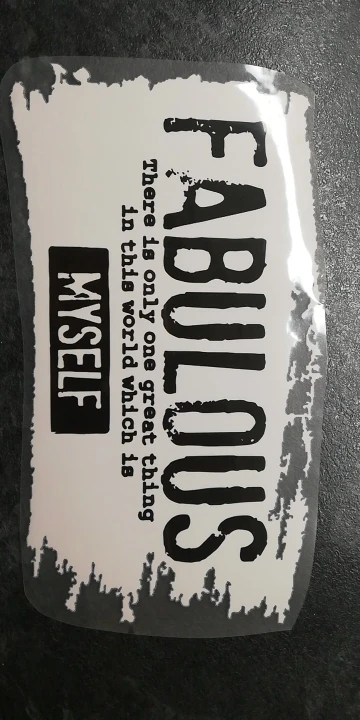 FABULOUS
There is only one great thing
in this world which is
MYSELF